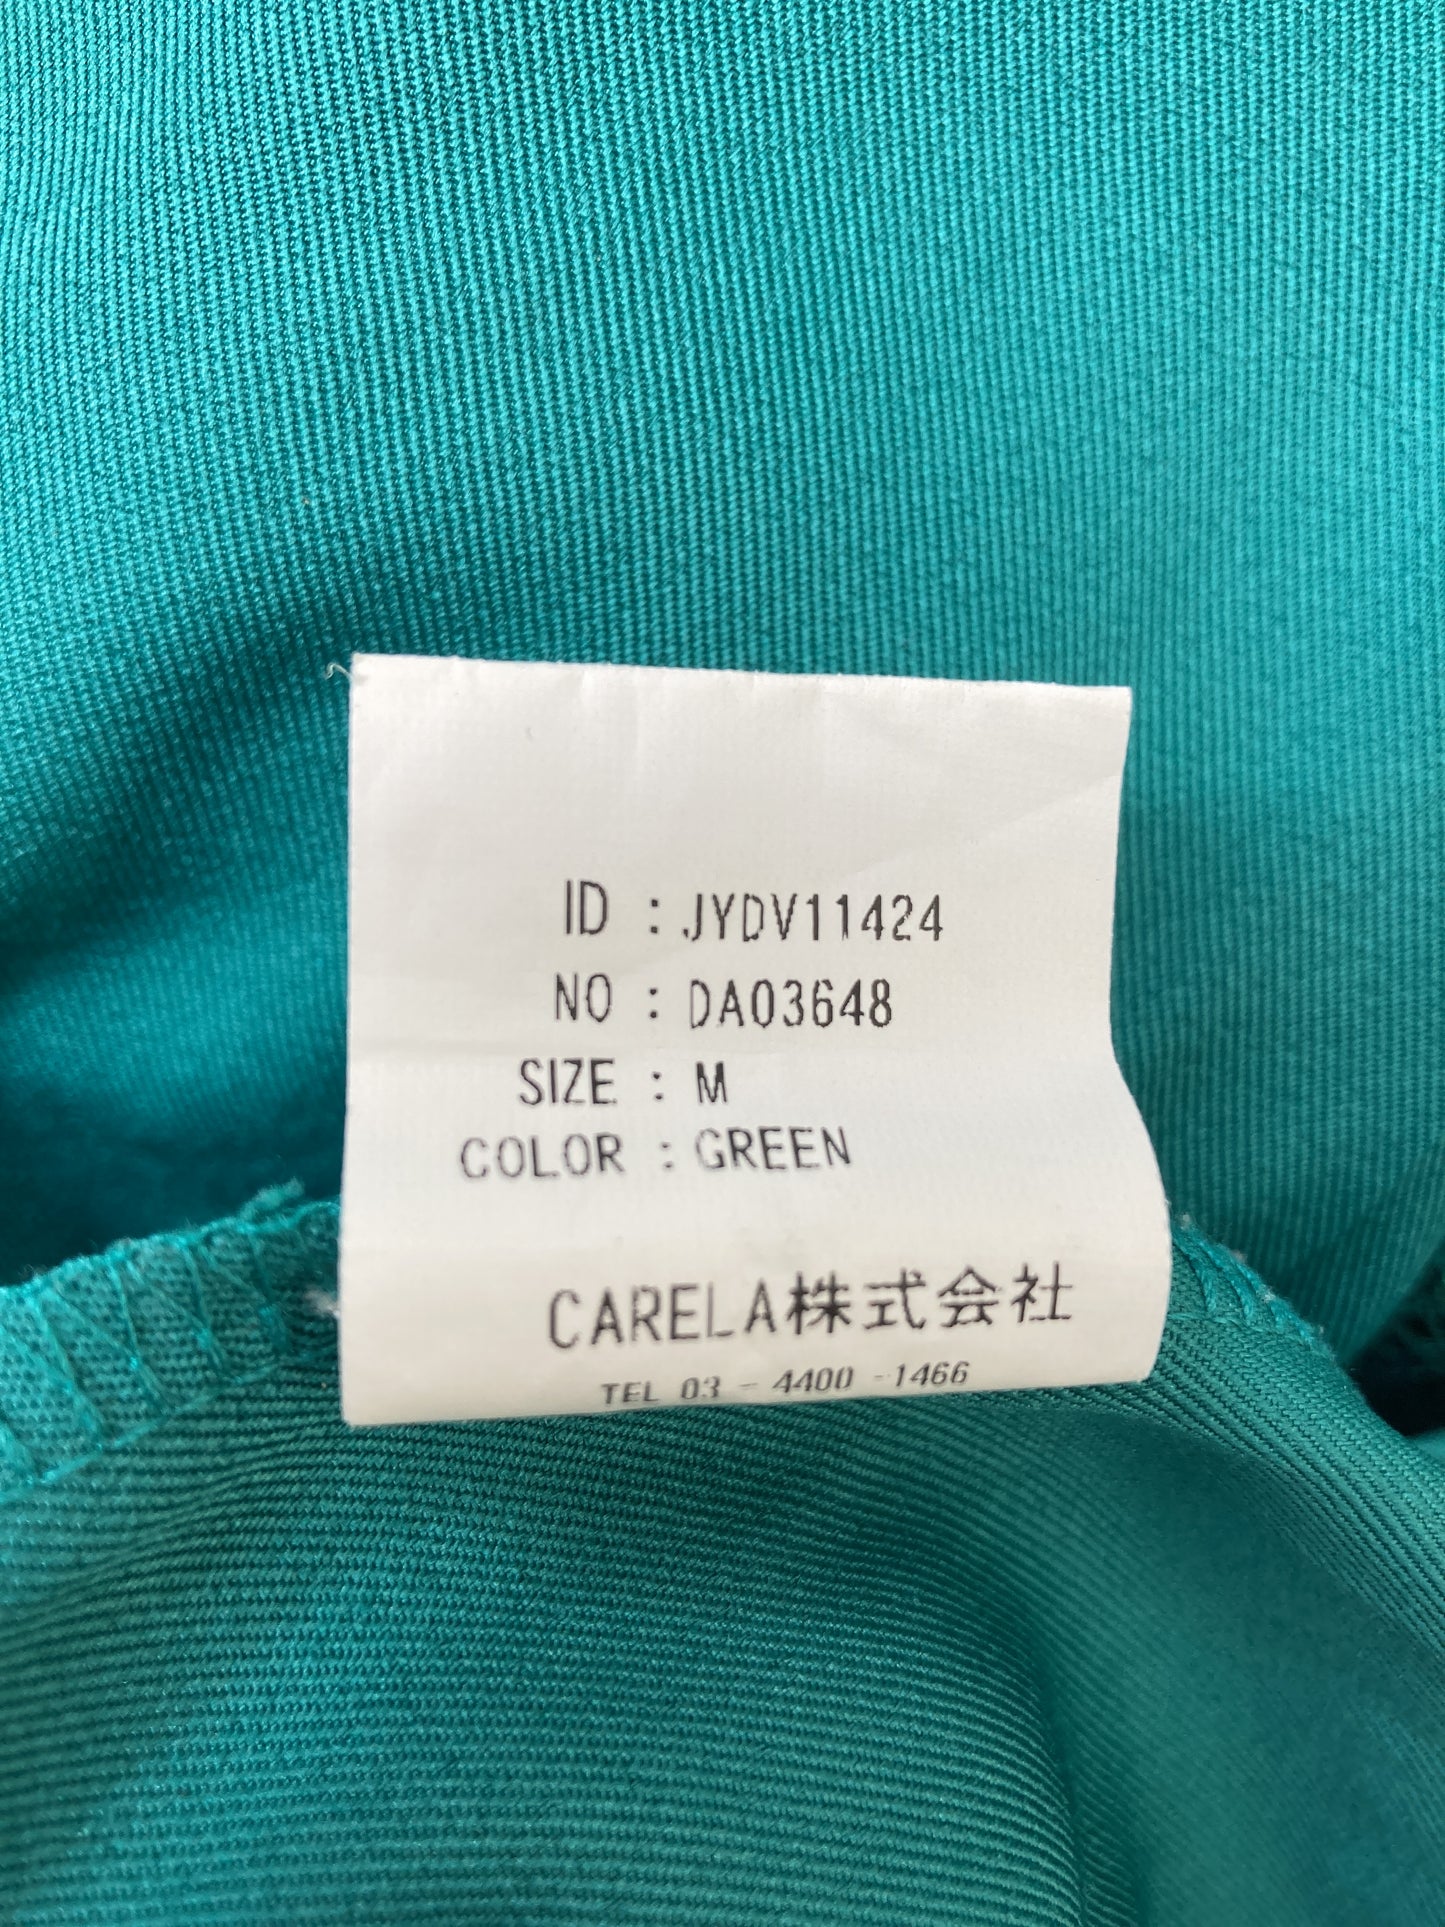 ID : JYDV11424
NO : DA03648
SIZE : M
COLOR : GREEN
CARELA株式会社
TEL 03 - 4400 - 1466